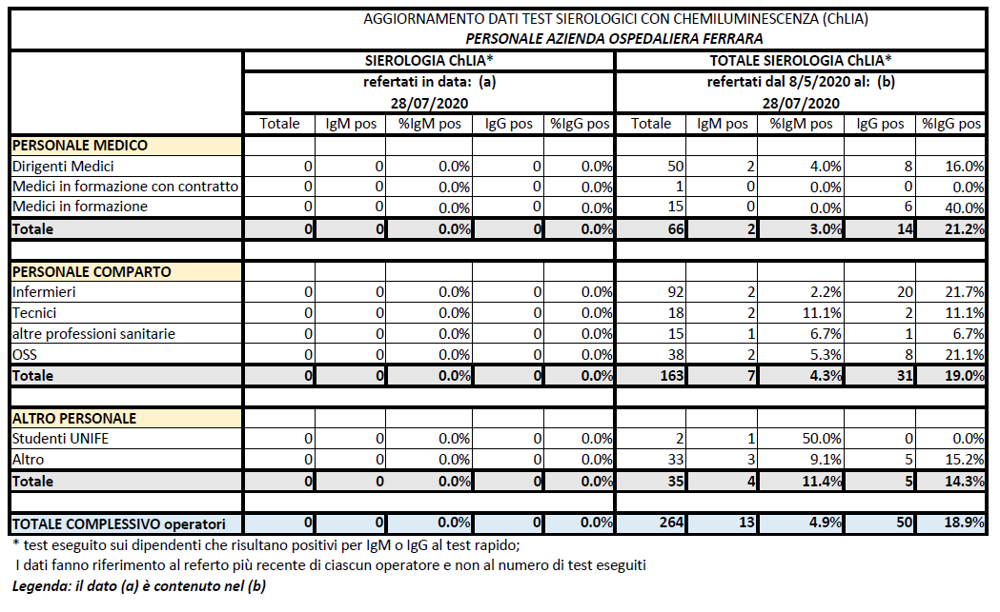 AGGIORNAMENTO DATI TEST SIEROLOGICI CON CHEMILUMINESCENZA (ChLIA)
PERSONALE AZIENDA OSPEDALIERA FERRARA
SIEROLOGIA ChLIA* TOTALE SIEROLOGIA ChLIA*
refertati in data: (a) refertati dal 8/5/2020 al: (b)
28/07/2020 28/07/2020
Totale IgM pos %IgM pos IgG pos %IgG pos Totale IgM pos %IgM pos IgG pos %IgG pos
PERSONALE MEDICO
Dirigenti Medici 0 0 0.0% 0 0.0% 50 2 4.0% 8 16.0%
Medici in formazione con contratto 0 0 0.0% 0 0.0% 1 0 0.0% 0 0.0%
Medici in formazione 0 0 0.0% 0 0.0% 15 0 0.0% 6 40.0%
Totale 0 0 0.0% 0 0.0% 66 2 3.0% 14 21.2%
PERSONALE COMPARTO
Infermieri 0 0 0.0% 0 0.0% 92 2 2.2% 20 21.7%
Tecnici 0 0 0.0% 0 0.0% 18 2 11.1% 2 11.1%
altre professioni sanitarie 0 0 0.0% 0 0.0% 15 1 6.7% 1 6.7%
OSS 0 0 0.0% 0 0.0% 38 2 5.3% 8 21.1%
Totale 0 0 0.0% 0 0.0% 163 7 4.3% 31 19.0%
ALTRO PERSONALE
Studenti UNIFE 0 0 0.0% 0 0.0% 2 1 50.0% 0 0.0%
Altro 0 0 0.0% 0 0.0% 33 3 9.1% 5 15.2%
Totale 0 0 0.0% 0 0.0% 35 4 11.4% 5 14.3%
TOTALE COMPLESSIVO operatori 0 0 0.0% 0 0.0% 264 13 4.9% 50 18.9%
* test eseguito sui dipendenti che risultano positivi per IgM o IgG al test rapido;
I dati fanno riferimento al referto più recente di ciascun operatore e non al numero di test eseguiti
Legenda: il dato (a) è contenuto nel (b)